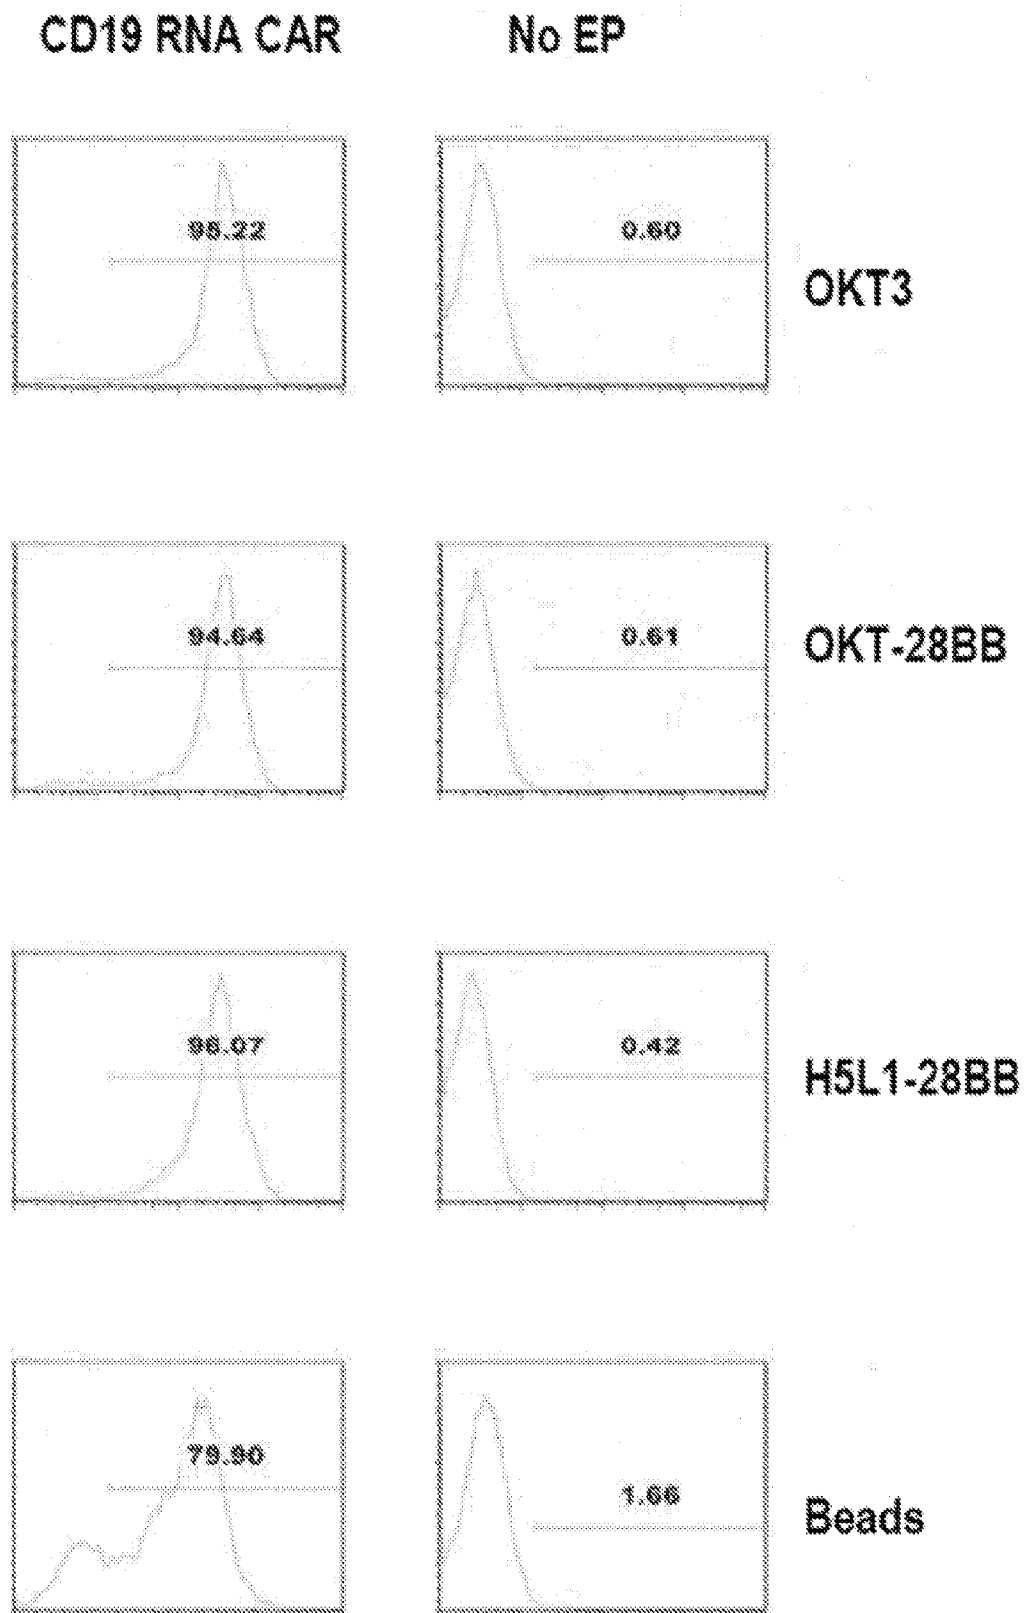 CD19 RNA CAR No EP
95.22 0.60
OKT3
94.64 0.61
OKT-28BB
96.07 0.42
H5L1-28BB
79.90 1.66
Beads